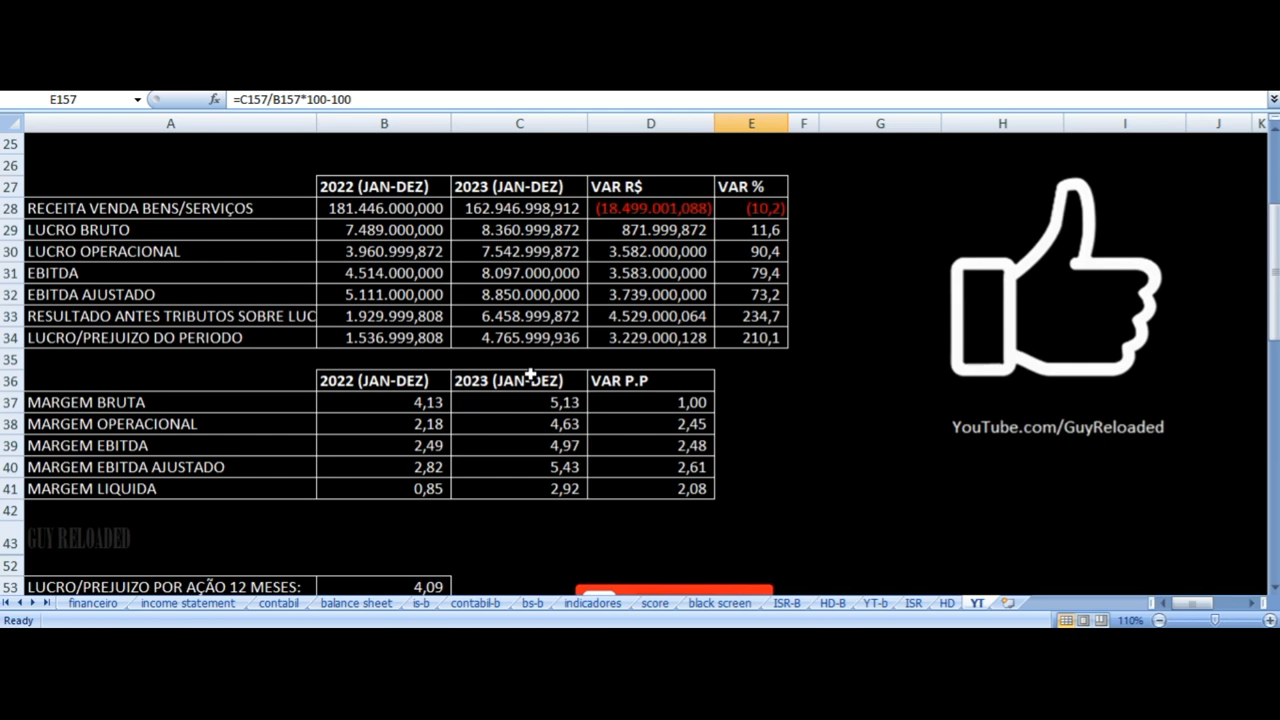 E157 fx =C157/B157*100-100
A B C D E F G H I J K
25
26
27 2022 (JAN-DEZ) 2023 (JAN-DEZ) VAR R$ VAR %
28 RECEITA VENDA BENS/SERVIÇOS 181.446.000,000 162.946.998,912 (18.499.001,088) (10,2)
29 LUCRO BRUTO 7.489.000,000 8.360.999,872 871.999,872 11,6
30 LUCRO OPERACIONAL 3.960.999,872 7.542.999,872 3.582.000,000 90,4
31 EBITDA 4.514.000,000 8.097.000,000 3.583.000,000 79,4
32 EBITDA AJUSTADO 5.111.000,000 8.850.000,000 3.739.000,000 73,2
33 RESULTADO ANTES TRIBUTOS SOBRE LUC 1.929.999,808 6.458.999,872 4.529.000,064 234,7
34 LUCRO/PREJUIZO DO PERIODO 1.536.999,808 4.765.999,936 3.229.000,128 210,1
35
36 2022 (JAN-DEZ) 2023 (JAN-DEZ) VAR P.P
37 MARGEM BRUTA 4,13 5,13 1,00
38 MARGEM OPERACIONAL 2,18 4,63 2,45
39 MARGEM EBITDA 2,49 4,97 2,48
40 MARGEM EBITDA AJUSTADO 2,82 5,43 2,61
41 MARGEM LIQUIDA 0,85 2,92 2,08
YouTube.com/GuyReloaded
42
43 GUY RELOADED
52
53 LUCRO/PREJUIZO POR AÇÃO 12 MESES: 4,09
financeiro income statement contabil balance sheet is-b contabil-b bs-b indicadores score black screen ISR-B HD-B YT-b ISR HD YT
Ready 110%